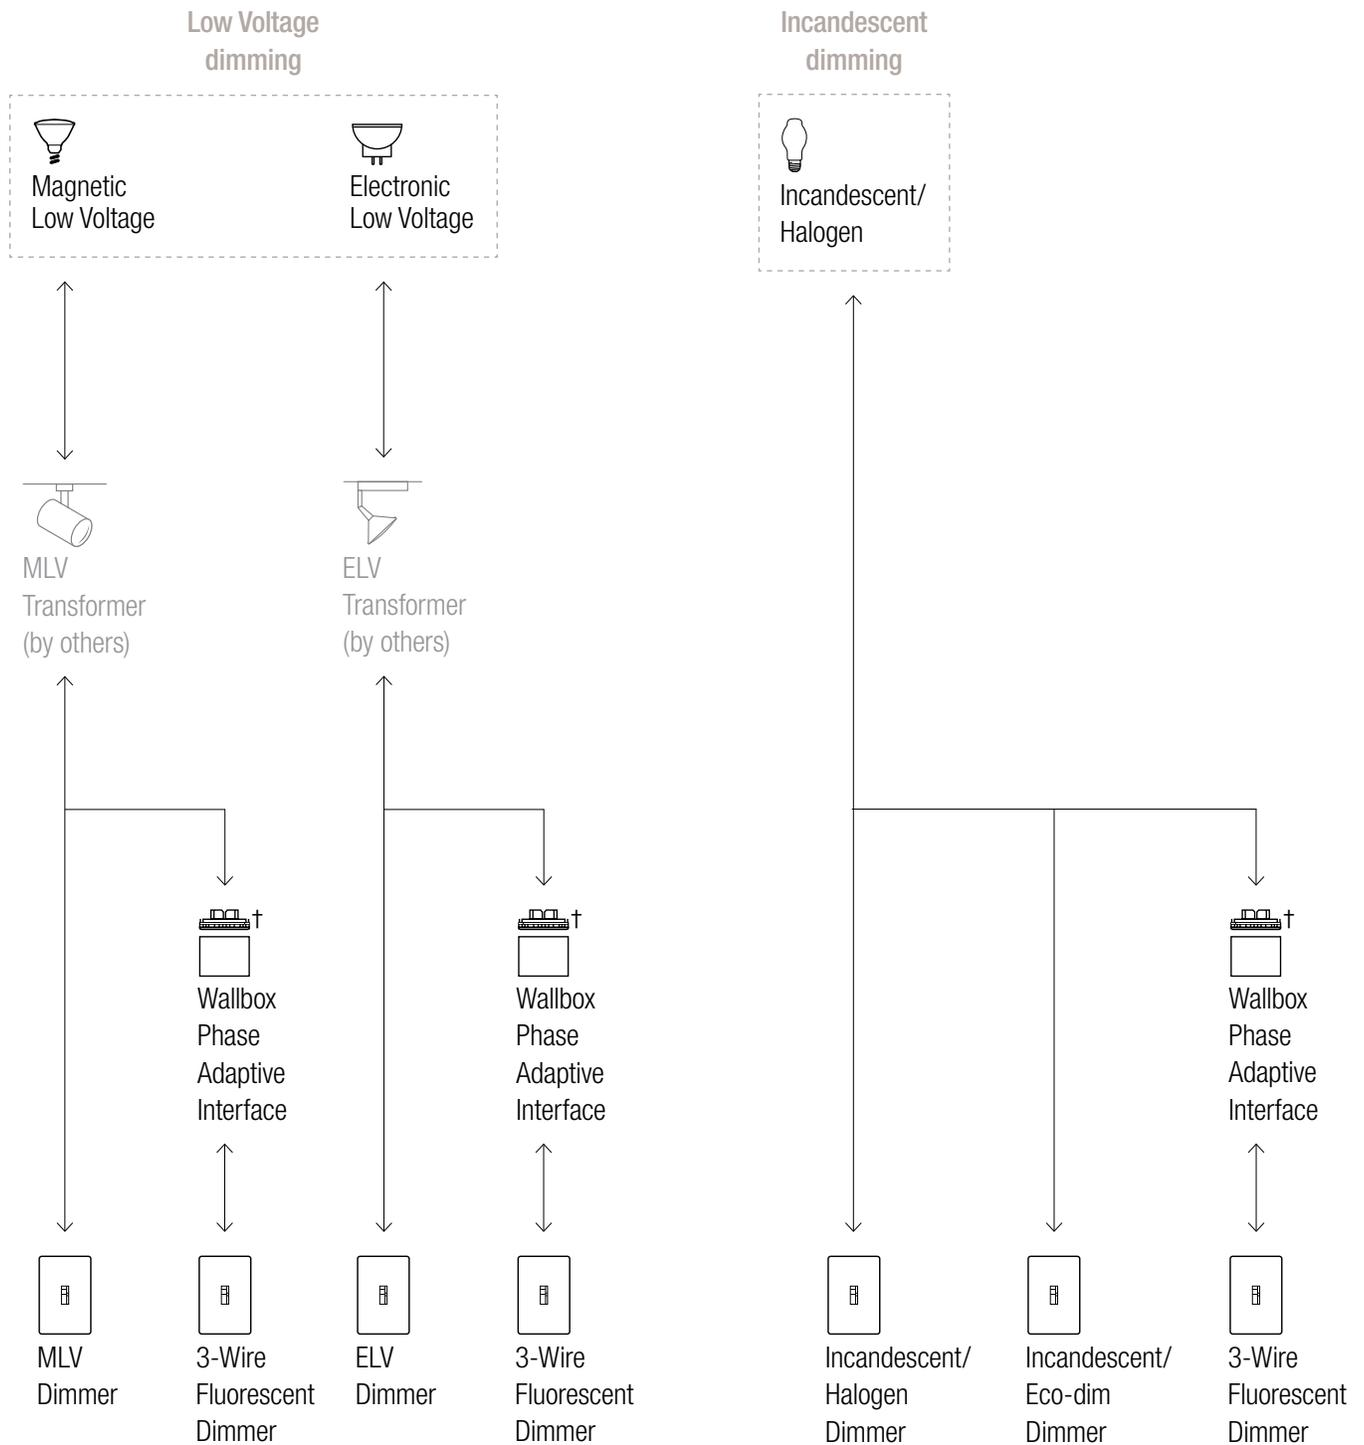 Low Voltage
dimming
Incandescent
dimming
Magnetic
Low Voltage
Electronic
Low Voltage
Incandescent/
Halogen
MLV
Transformer
(by others)
ELV
Transformer
(by others)
†
Wallbox
Phase
Adaptive
Interface
†
Wallbox
Phase
Adaptive
Interface
†
Wallbox
Phase
Adaptive
Interface
MLV
Dimmer
3-Wire
Fluorescent
Dimmer
ELV
Dimmer
3-Wire
Fluorescent
Dimmer
Incandescent/
Halogen
Dimmer
Incandescent/
Eco-dim
Dimmer
3-Wire
Fluorescent
Dimmer